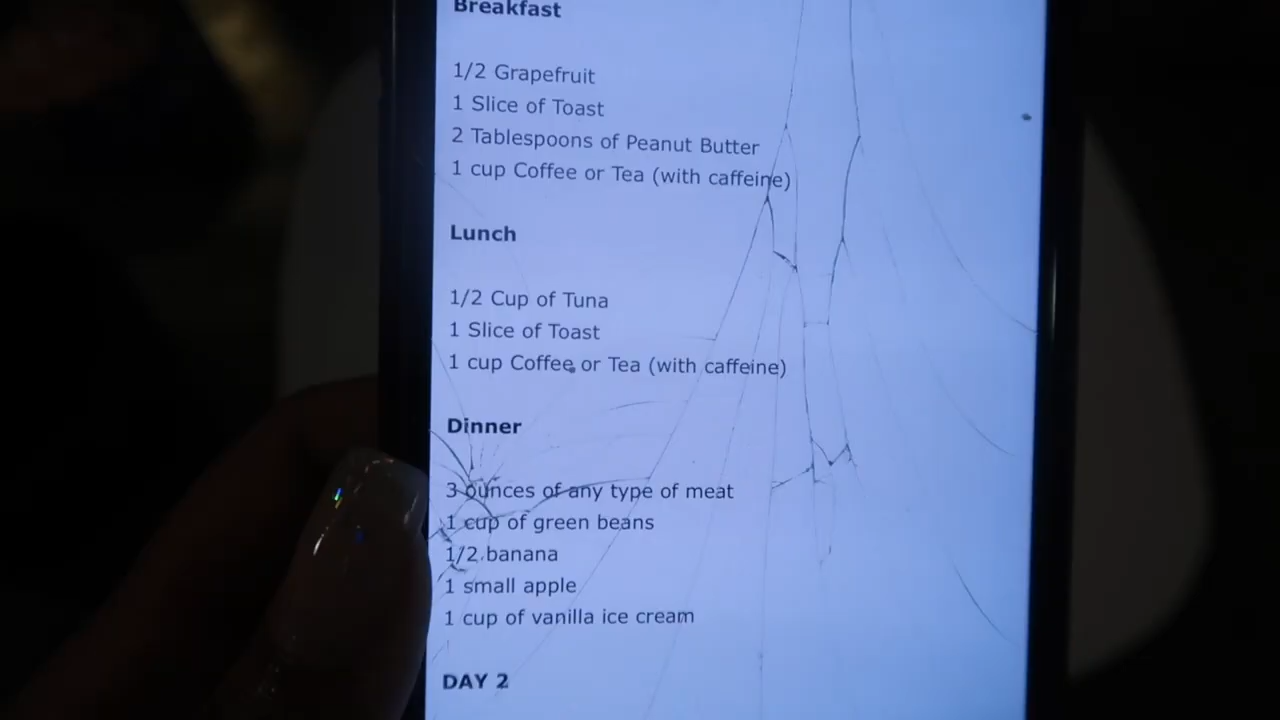 Breakfast
1/2 Grapefruit
1 Slice of Toast
2 Tablespoons of Peanut Butter
1 cup Coffee or Tea (with caffeine)
Lunch
1/2 Cup of Tuna
1 Slice of Toast
1 cup Coffee or Tea (with caffeine)
Dinner
3 ounces of any type of meat
1 cup of green beans
1/2 banana
1 small apple
1 cup of vanilla ice cream
DAY 2